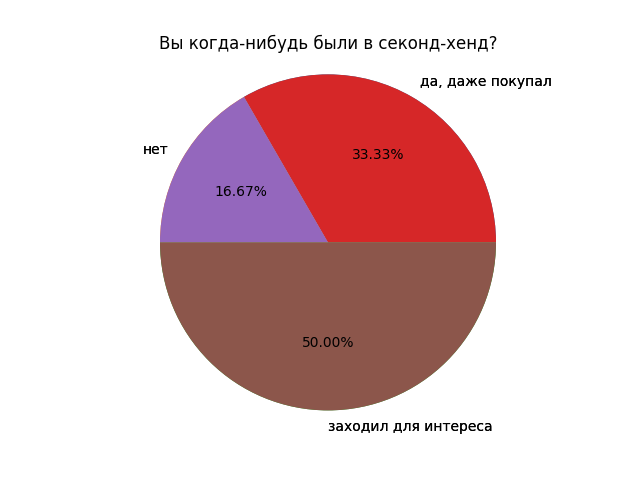 Вы когда-нибудь были в секонд-хенд?
да, даже покупал
нет
33.33%
16.67%
50.00%
заходил для интереса